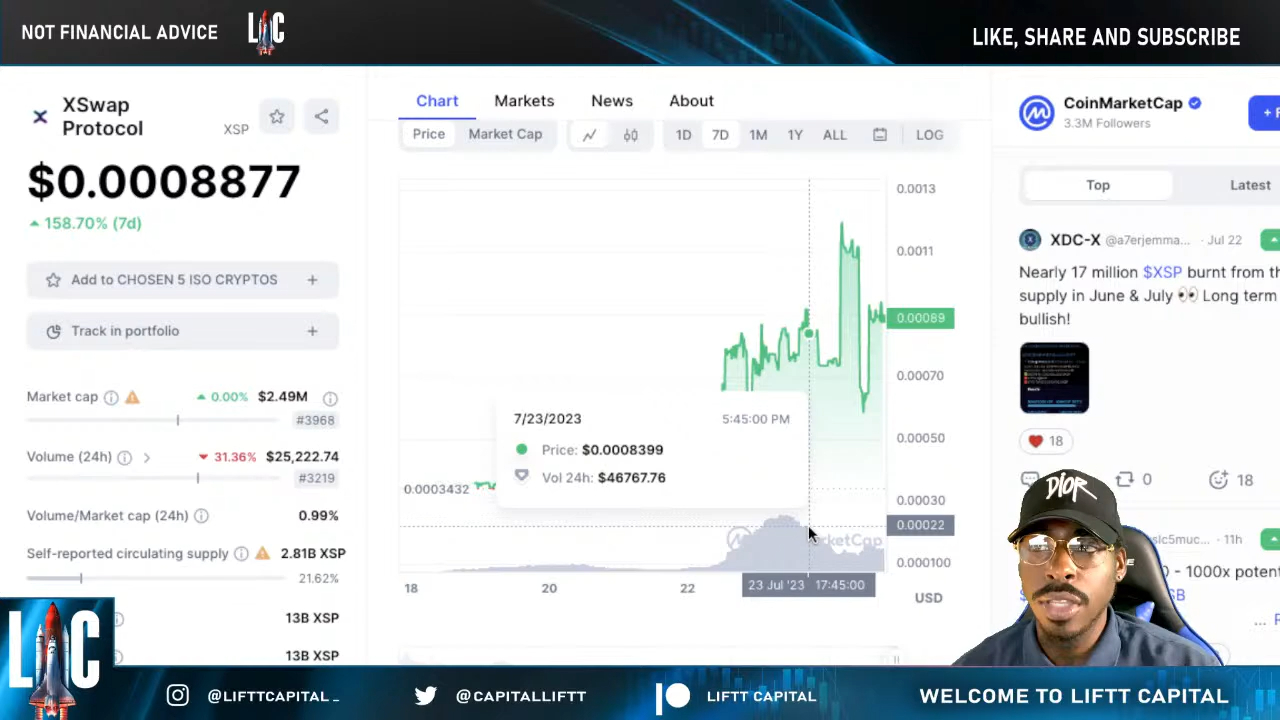 NOT FINANCIAL ADVICE
LIKE, SHARE AND SUBSCRIBE
XSwap
Protocol
XSP
$0.0008877
158.70% (7d)
Add to CHOSEN 5 ISO CRYPTOS
Track in portfolio
Market cap
0.00%
$2.49M
#3968
Volume (24h)
31.36%
$25,222.74
#3219
Volume/Market cap (24h)
0.99%
Self-reported circulating supply
2.81B XSP
21.62%
13B XSP
13B XSP
Chart
Markets
News
About
Price
Market Cap
1D
7D
1M
1Y
ALL
LOG
0.0013
0.0011
0.00089
0.00070
0.00050
0.00030
0.00022
0.000100
0.0003432
7/23/2023
5:45:00 PM
Price: $0.0008399
Vol 24h: $46767.76
18
20
22
23 Jul '23 17:45:00
USD
CoinMarketCap
3.3M Followers
Top
Latest
XDC-X @a7erjemma... · Jul 22
Nearly 17 million $XSP burnt from
supply in June & July 👀 Long term
bullish!
18
0
18
· 11h
- 1000x
LC
@LIFTTCAPITAL_
@CAPITALLIFTT
LIFTT CAPITAL
WELCOME TO LIFTT CAPITAL
DIOR